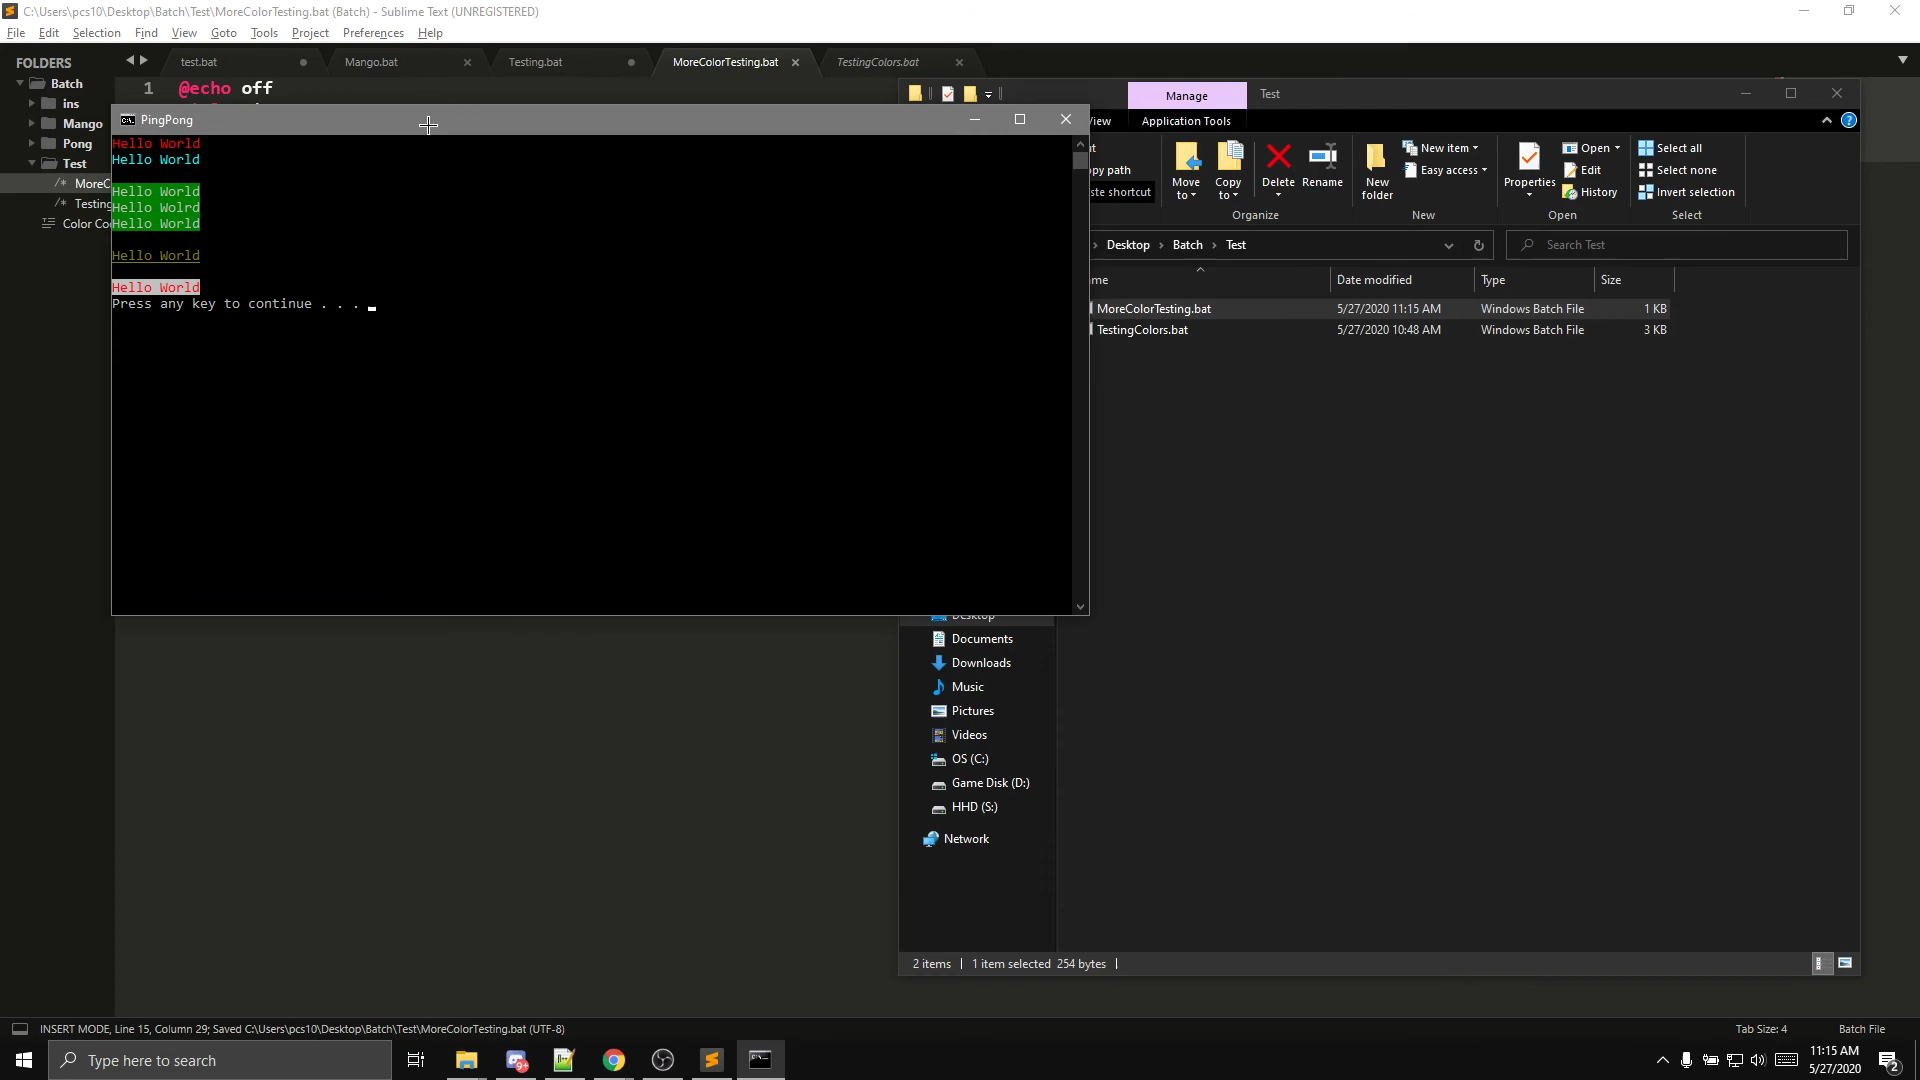 C:\Users\pcs10\Desktop\Batch\Test\MoreColorTesting.bat (Batch) - Sublime Text (UNREGISTERED)
File Edit Selection Find View Goto Tools Project Preferences Help
FOLDERS
Batch
ins
Mango
Pong
Test
MoreC
Testing
Color Co
test.bat
Mango.bat
Testing.bat
MoreColorTesting.bat
TestingColors.bat
1 @echo off
PingPong
Hello World
Hello World
Hello World
Hello Wolrd
Hello World
Hello World
Hello World
Press any key to continue . . .
Manage Test
View Application Tools
ut
opy path
ste shortcut
Move to
Copy to
Delete
Rename
Organize
New folder
New item
Easy access
New
Properties
Open
Edit
History
Open
Select all
Select none
Invert selection
Select
Desktop Batch Test
Search Test
me Date modified Type Size
MoreColorTesting.bat 5/27/2020 11:15 AM Windows Batch File 1 KB
TestingColors.bat 5/27/2020 10:48 AM Windows Batch File 3 KB
Desktop
Documents
Downloads
Music
Pictures
Videos
OS (C:)
Game Disk (D:)
HHD (S:)
Network
2 items 1 item selected 254 bytes
INSERT MODE, Line 15, Column 29; Saved C:\Users\pcs10\Desktop\Batch\Test\MoreColorTesting.bat (UTF-8)
Tab Size: 4 Batch File
Type here to search
9+
11:15 AM
5/27/2020
2